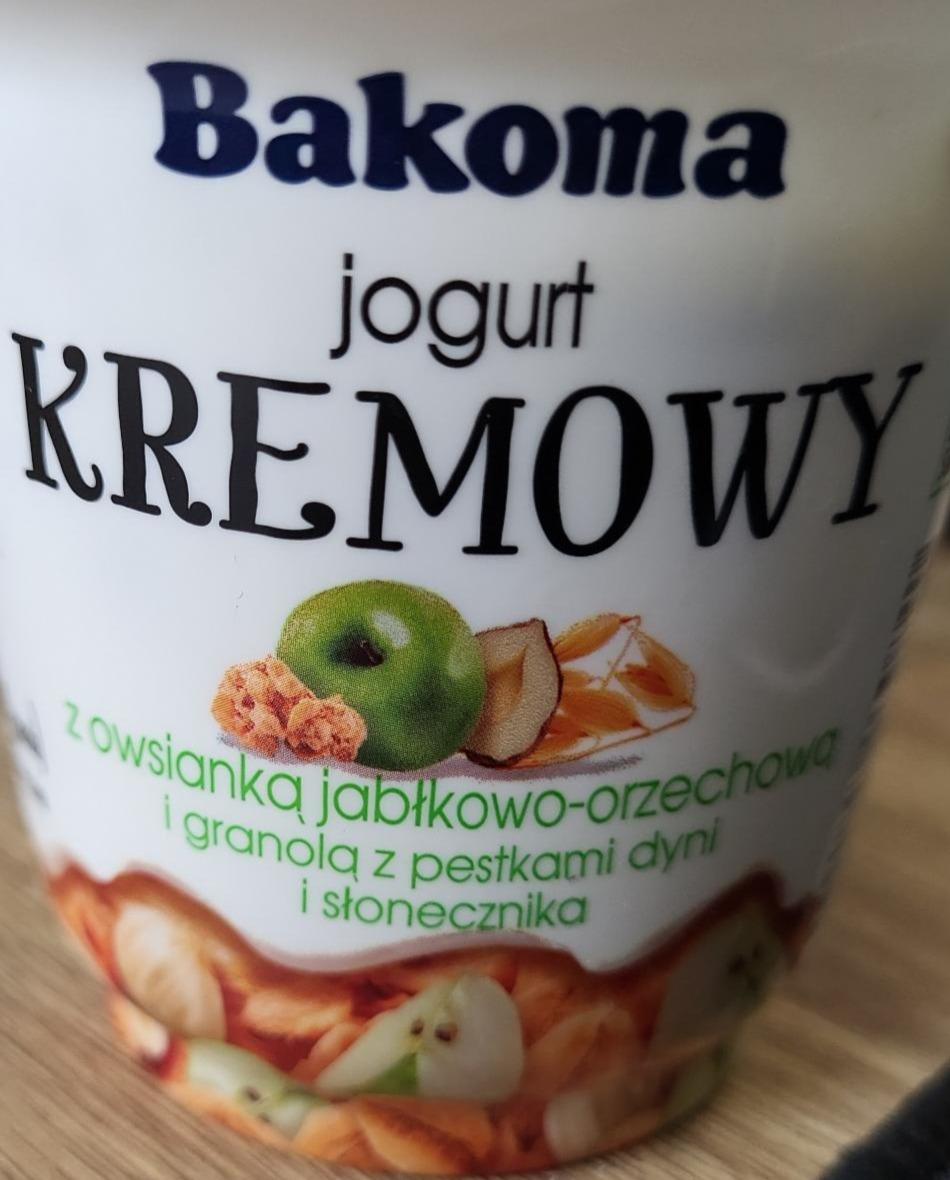 Bakoma
jogurt
KREMOWY
z owsianką jabłkowo-orzechową
i granolą z pestkami dyni
i słonecznika